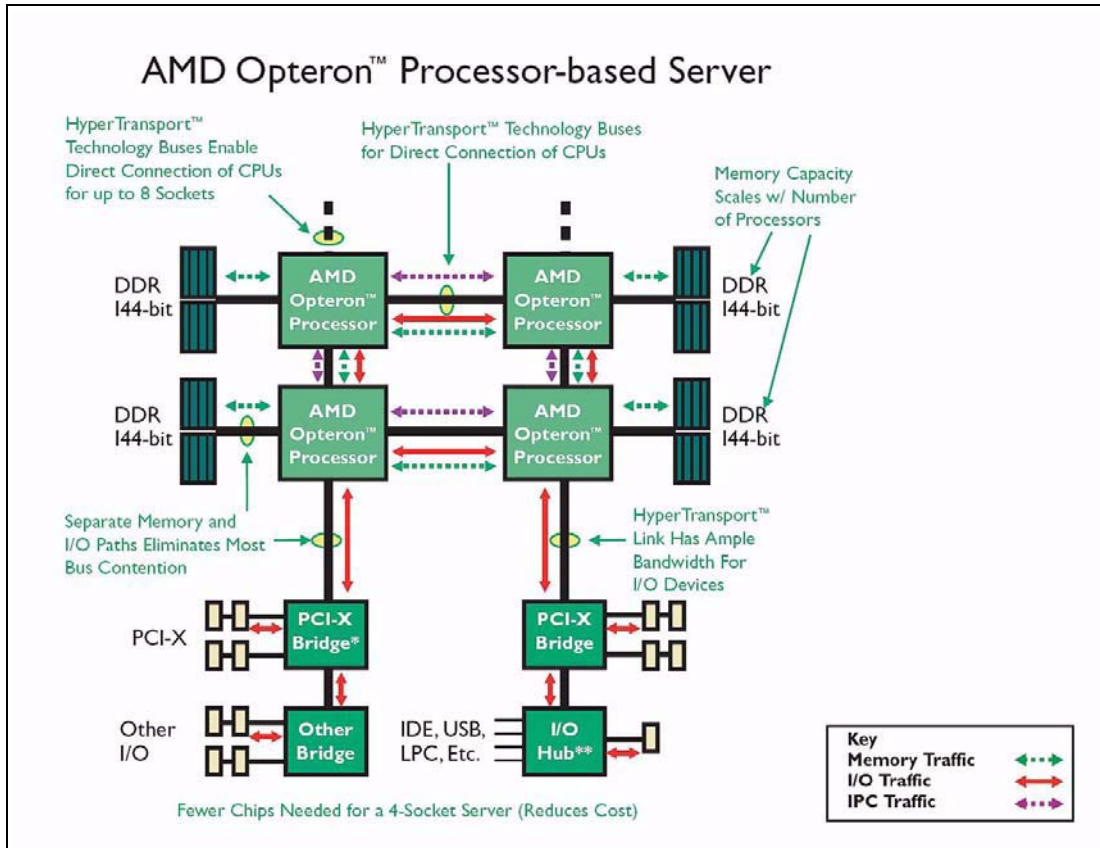 AMD Opteron™ Processor-based Server
HyperTransport™
Technology Buses Enable
Direct Connection of CPUs
for up to 8 Sockets
HyperTransport™ Technology Buses
for Direct Connection of CPUs
Memory Capacity
Scales w/ Number
of Processors
DDR
144-bit
AMD
Opteron™
Processor
AMD
Opteron™
Processor
DDR
144-bit
DDR
144-bit
AMD
Opteron™
Processor
AMD
Opteron™
Processor
DDR
144-bit
Separate Memory and
I/O Paths Eliminates Most
Bus Contention
HyperTransport™
Link Has Ample
Bandwidth For
I/O Devices
PCI-X
PCI-X
Bridge*
PCI-X
Bridge
Other
I/O
Other
Bridge
IDE, USB,
LPC, Etc.
I/O
Hub**
Fewer Chips Needed for a 4-Socket Server (Reduces Cost)
Key
Memory Traffic
I/O Traffic
IPC Traffic